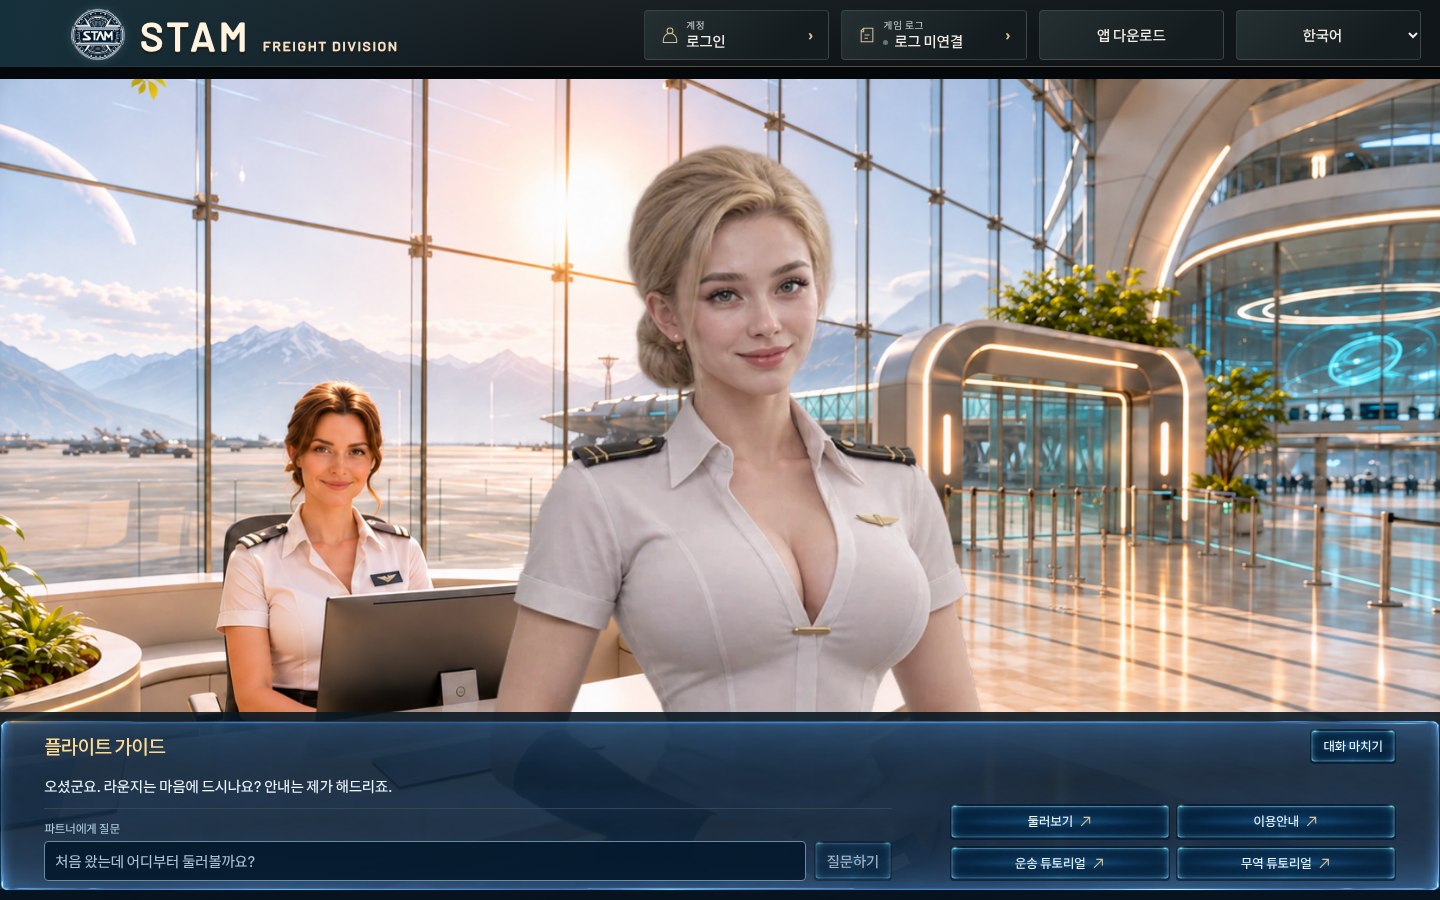 STAM
STAM
FREIGHT DIVISION
계정
로그인
게임 로그
로그 미연결
앱 다운로드
한국어
플라이트 가이드
대화 마치기
오셨군요. 라운지는 마음에 드시나요? 안내는 제가 해드리죠.
파트너에게 질문
처음 왔는데 어디부터 둘러볼까요?
질문하기
둘러보기
이용안내
운송 튜토리얼
무역 튜토리얼